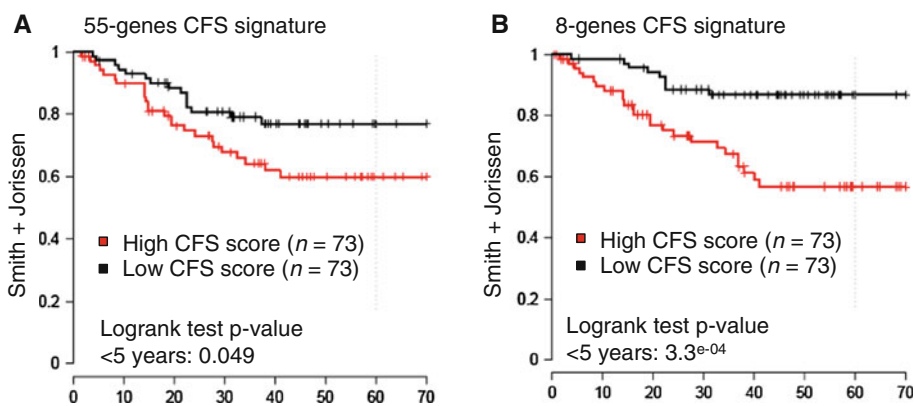 A 55-genes CFS signature
Smith + Jorissen
1
0.8
0.6
0.4
0.2
0
High CFS score (n = 73)
Low CFS score (n = 73)
Logrank test p-value
<5 years: 0.049
0 10 20 30 40 50 60 70
B 8-genes CFS signature
Smith + Jorissen
1
0.8
0.6
0.4
0.2
0
High CFS score (n = 73)
Low CFS score (n = 73)
Logrank test p-value
<5 years: 3.3e-04
0 10 20 30 40 50 60 70